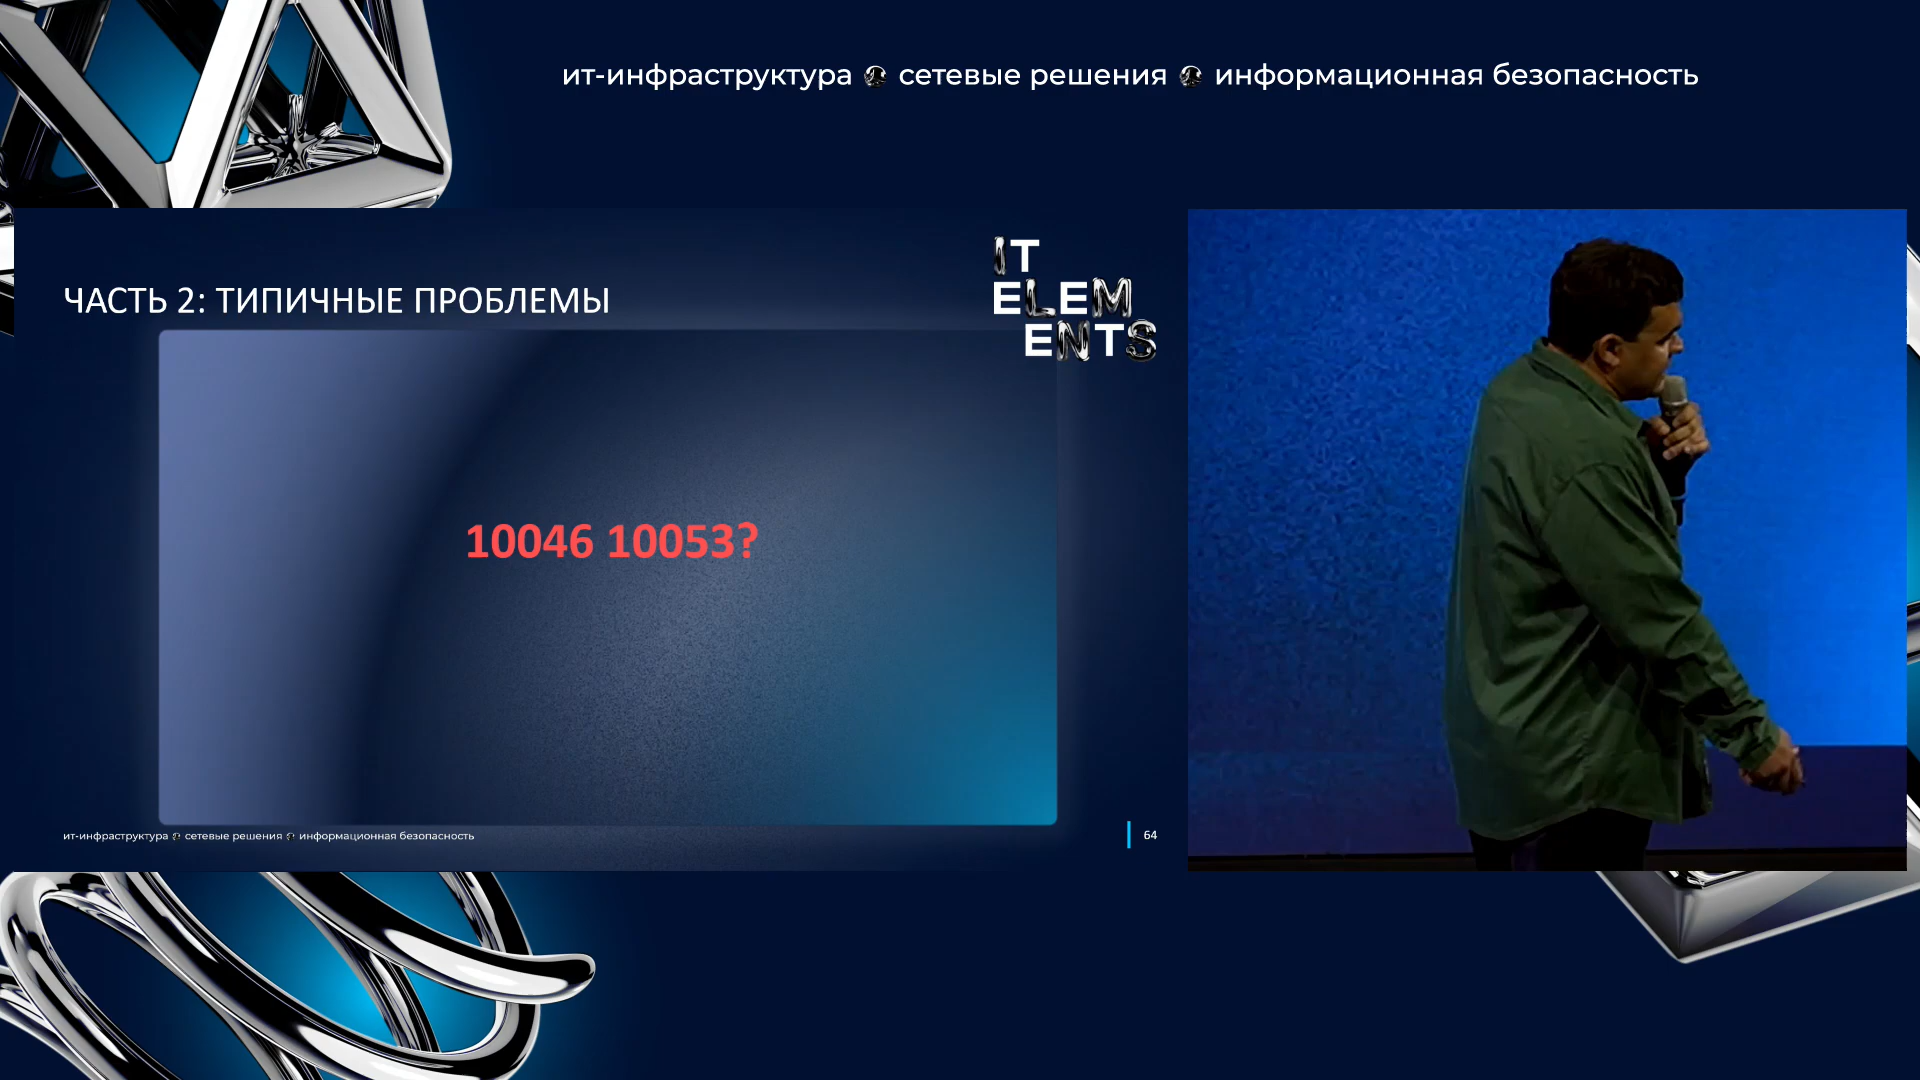 ит-инфраструктура сетевые решения информационная безопасность
IT
ELEM
ENTS
ЧАСТЬ 2: ТИПИЧНЫЕ ПРОБЛЕМЫ
10046 10053?
ит-инфраструктура сетевые решения информационная безопасность
64